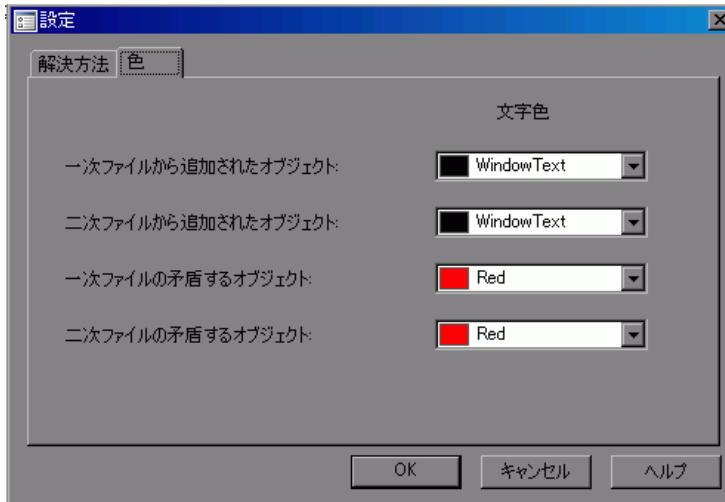 設定
解決方法 色
文字色
一次ファイルから追加されたオブジェクト: WindowText
二次ファイルから追加されたオブジェクト: WindowText
一次ファイルの矛盾するオブジェクト: Red
二次ファイルの矛盾するオブジェクト: Red
OK キャンセル ヘルプ